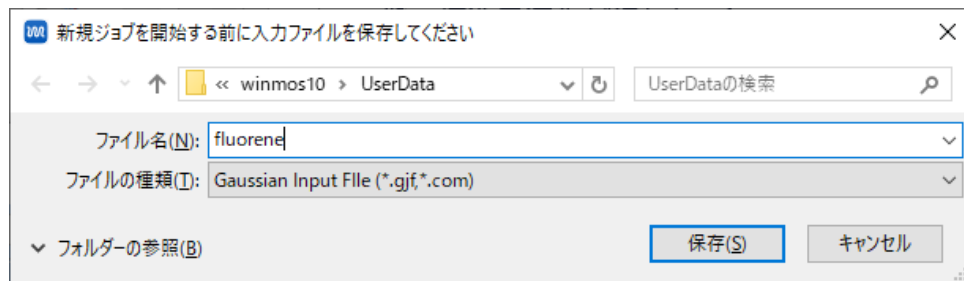 新規ジョブを開始する前に入力ファイルを保存してください
« winmos10 › UserData
UserDataの検索
ファイル名(N): fluorene
ファイルの種類(T): Gaussian Input FIle (*.gjf,*.com)
フォルダーの参照(B)
保存(S)
キャンセル